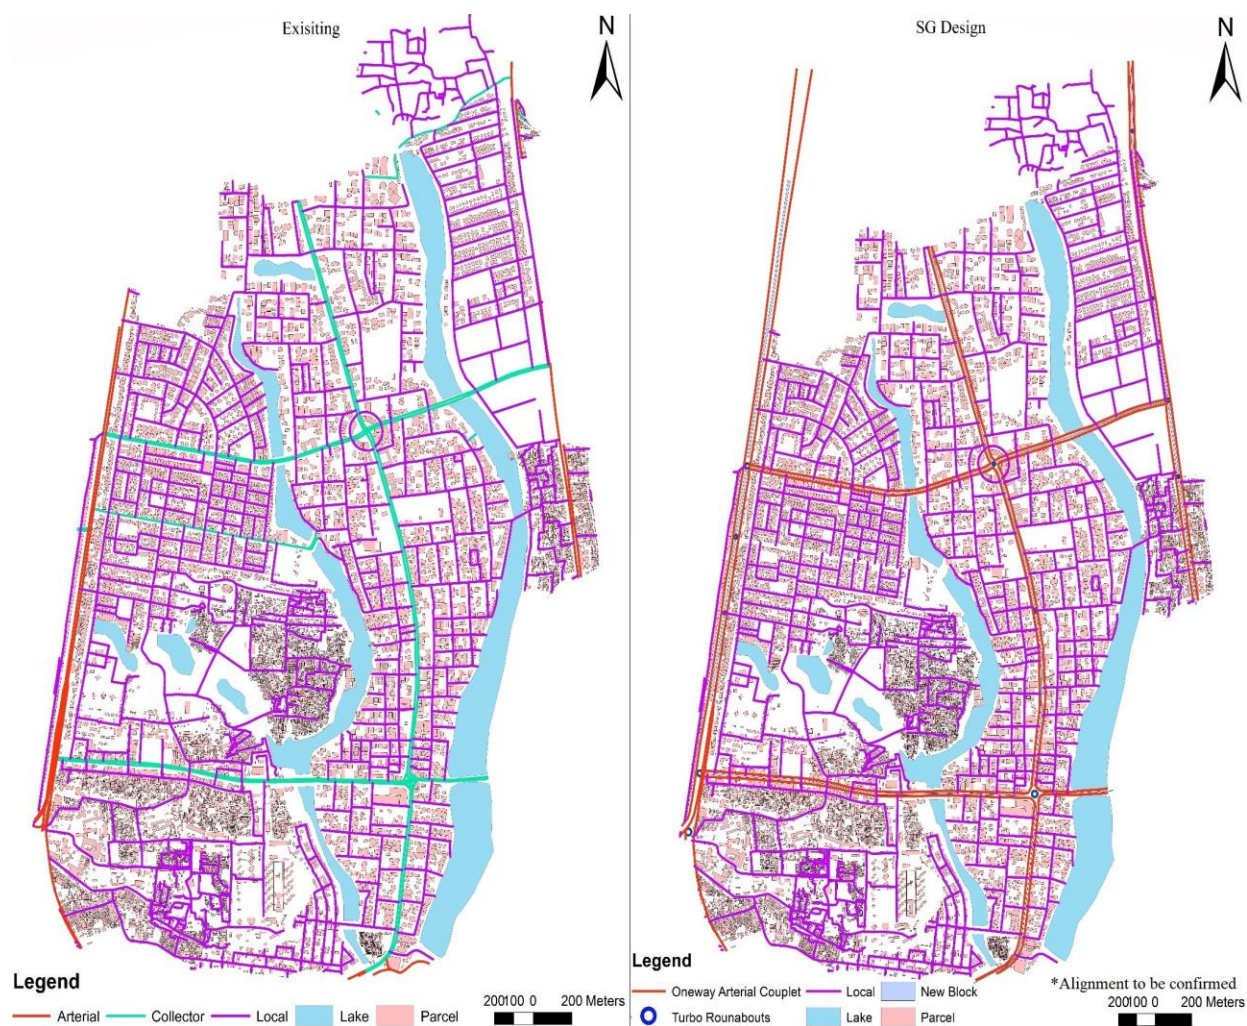 Exisiting
N
SG Design
N
Legend
Arterial
Collector
Local
Lake
Parcel
200100 0 200 Meters
Legend
Oneway Arterial Couplet
Local
New Block
Turbo Rounabouts
Lake
Parcel
*Alignment to be confirmed
200100 0 200 Meters